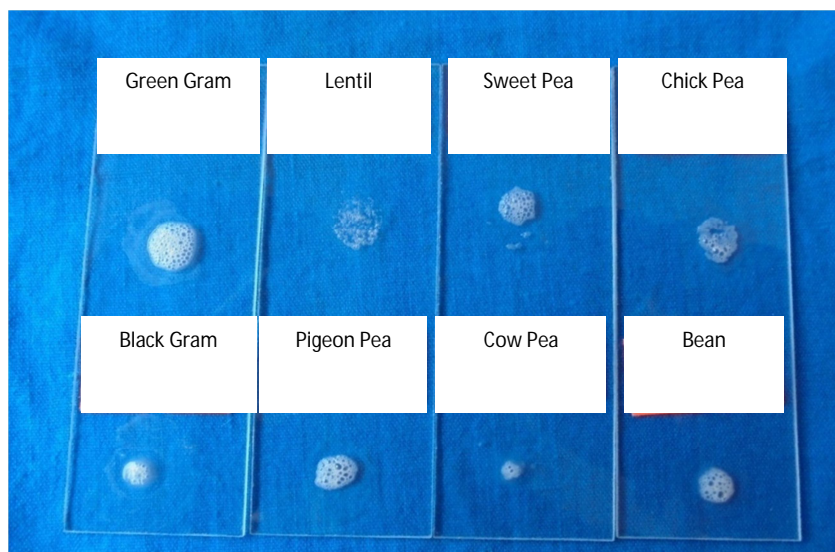 Green Gram
Lentil
Sweet Pea
Chick Pea
Black Gram
Pigeon Pea
Cow Pea
Bean